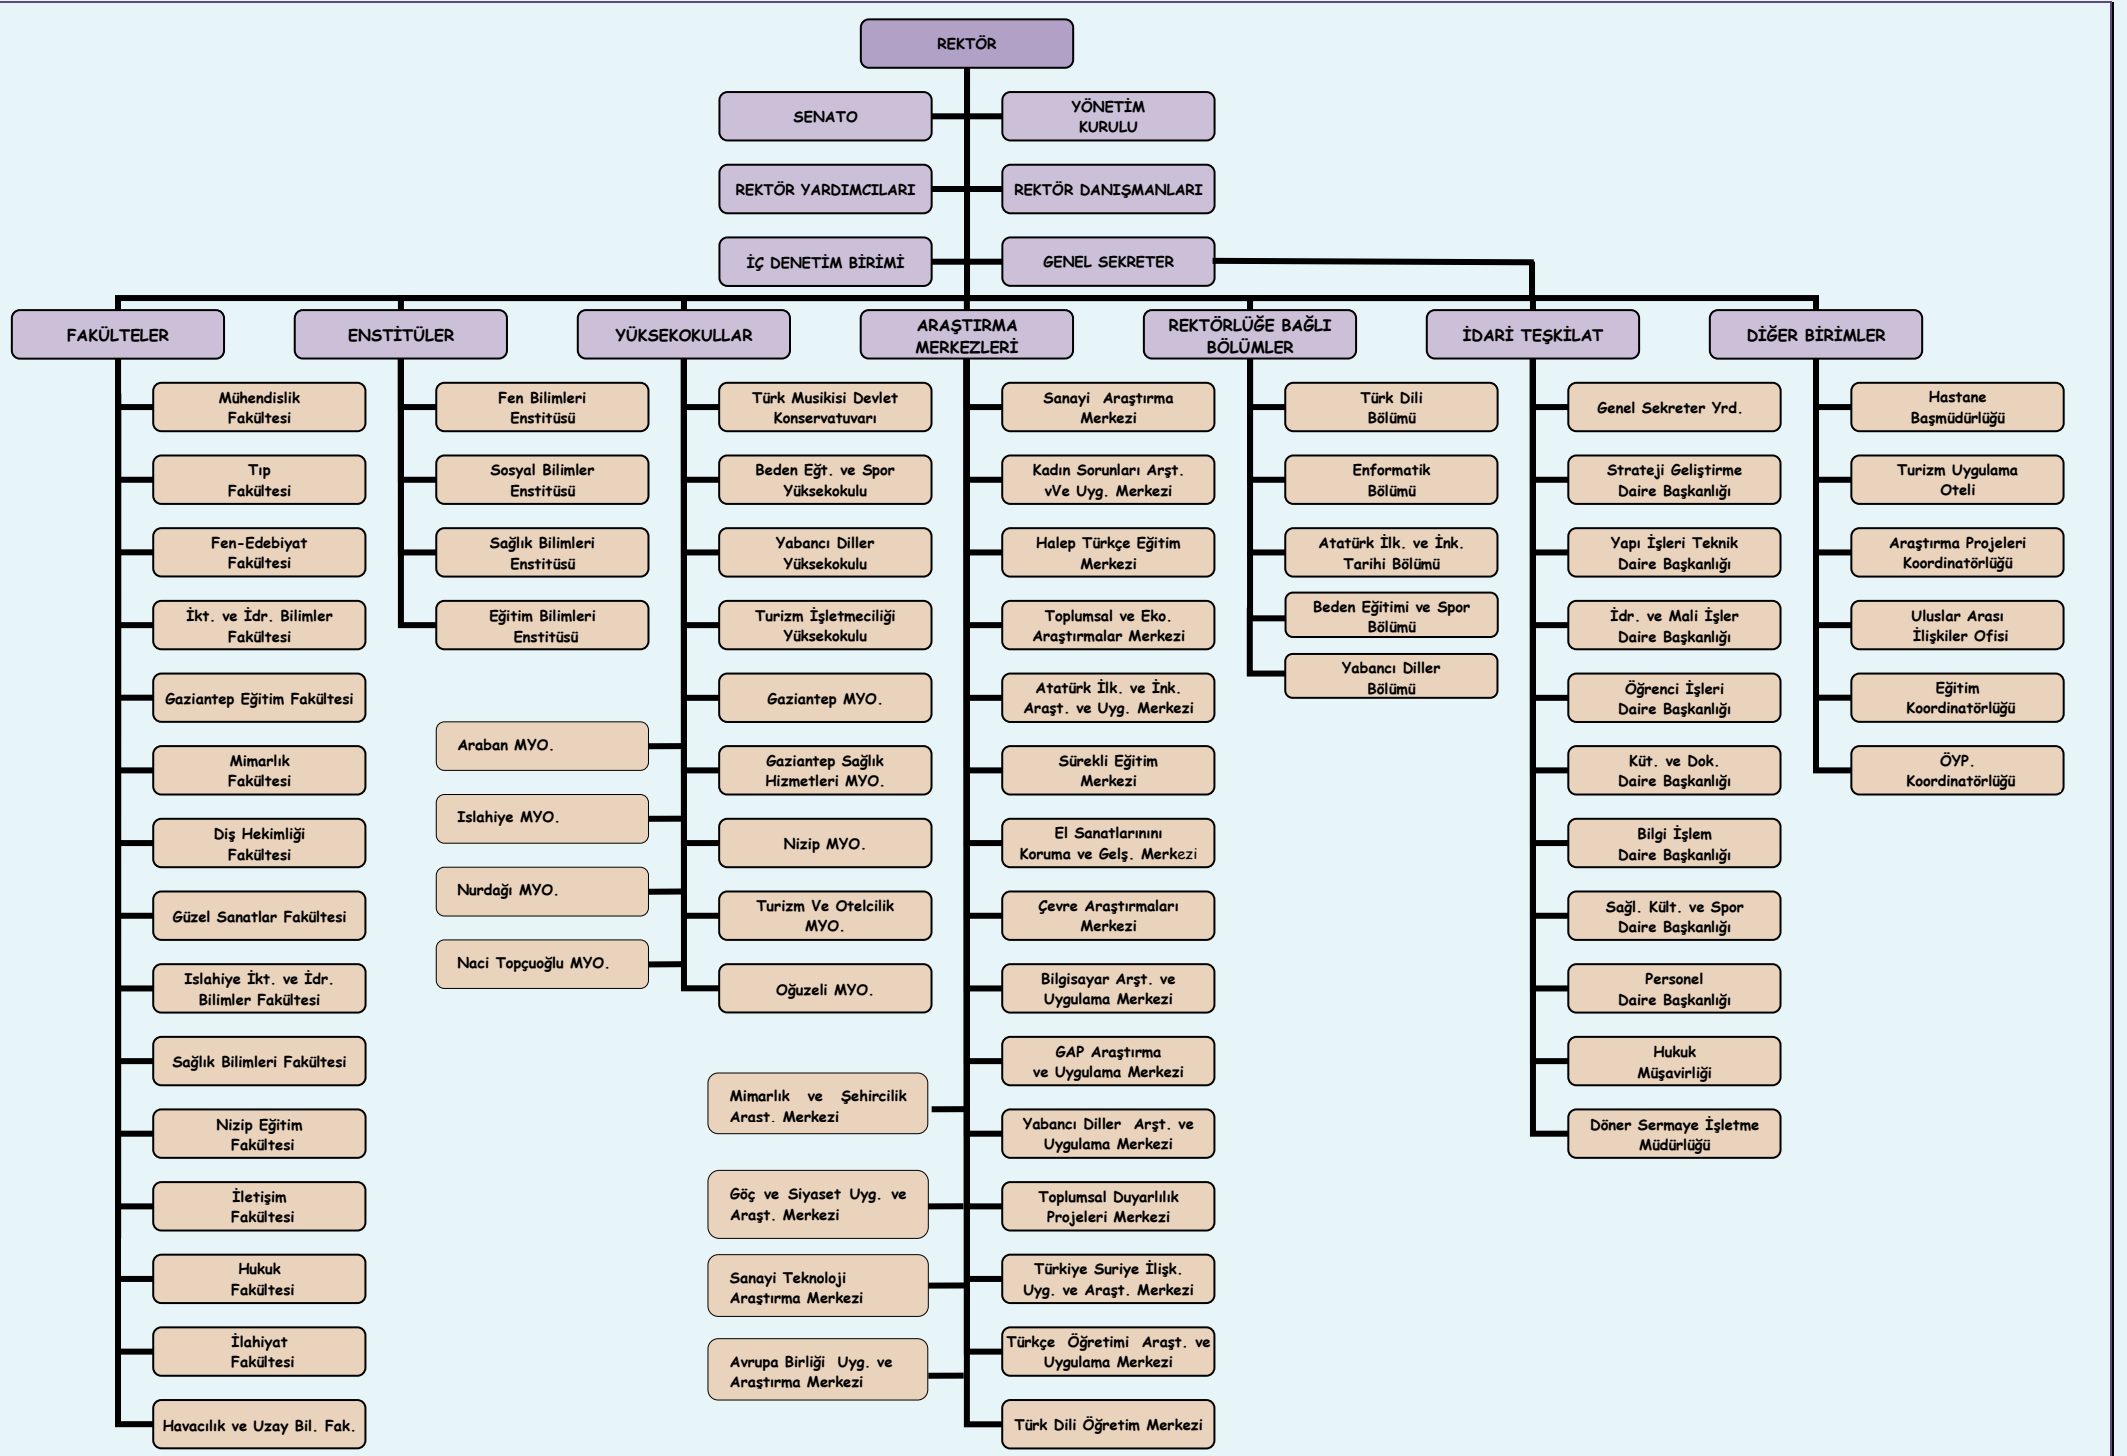 REKTÖR
SENATO
YÖNETİM
KURULU
REKTÖR YARDIMCILARI
REKTÖR DANIŞMANLARI
İÇ DENETİM BİRİMİ
GENEL SEKRETER
FAKÜLTELER
Mühendislik
Fakültesi
Tıp
Fakültesi
Fen-Edebiyat
Fakültesi
İkt. ve İdr. Bilimler
Fakültesi
Gaziantep Eğitim Fakültesi
Mimarlık
Fakültesi
Diş Hekimliği
Fakültesi
Güzel Sanatlar Fakültesi
Islahiye İkt. ve İdr.
Bilimler Fakültesi
Sağlık Bilimleri Fakültesi
Nizip Eğitim
Fakültesi
İletişim
Fakültesi
Hukuk
Fakültesi
İlahiyat
Fakültesi
Havacılık ve Uzay Bil. Fak.
ENSTİTÜLER
Fen Bilimleri
Enstitüsü
Sosyal Bilimler
Enstitüsü
Sağlık Bilimleri
Enstitüsü
Eğitim Bilimleri
Enstitüsü
YÜKSEKOKULLAR
Türk Musikisi Devlet
Konservatuvarı
Beden Eğt. ve Spor
Yüksekokulu
Yabancı Diller
Yüksekokulu
Turizm İşletmeciliği
Yüksekokulu
Gaziantep MYO.
Gaziantep Sağlık
Hizmetleri MYO.
Nizip MYO.
Turizm Ve Otelcilik
MYO.
Oğuzeli MYO.
Araban MYO.
Islahiye MYO.
Nurdağı MYO.
Naci Topçuoğlu MYO.
ARAŞTIRMA
MERKEZLERİ
Sanayi Araştırma
Merkezi
Kadın Sorunları Arşt.
vVe Uyg. Merkezi
Halep Türkçe Eğitim
Merkezi
Toplumsal ve Eko.
Araştırmalar Merkezi
Atatürk İlk. ve İnk.
Araşt. ve Uyg. Merkezi
Sürekli Eğitim
Merkezi
El Sanatlarınını
Koruma ve Gelş. Merkezi
Çevre Araştırmaları
Merkezi
Bilgisayar Arşt. ve
Uygulama Merkezi
GAP Araştırma
ve Uygulama Merkezi
Yabancı Diller Arşt. ve
Uygulama Merkezi
Toplumsal Duyarlılık
Projeleri Merkezi
Türkiye Suriye İlişk.
Uyg. ve Araşt. Merkezi
Türkçe Öğretimi Araşt. ve
Uygulama Merkezi
Türk Dili Öğretim Merkezi
Mimarlık ve Şehircilik
Arast. Merkezi
Göç ve Siyaset Uyg. ve
Araşt. Merkezi
Sanayi Teknoloji
Araştırma Merkezi
Avrupa Birliği Uyg. ve
Araştırma Merkezi
REKTÖRLÜĞE BAĞLI
BÖLÜMLER
Türk Dili
Bölümü
Enformatik
Bölümü
Atatürk İlk. ve İnk.
Tarihi Bölümü
Beden Eğitimi ve Spor
Bölümü
Yabancı Diller
Bölümü
İDARİ TEŞKİLAT
Genel Sekreter Yrd.
Strateji Geliştirme
Daire Başkanlığı
Yapı İşleri Teknik
Daire Başkanlığı
İdr. ve Mali İşler
Daire Başkanlığı
Öğrenci İşleri
Daire Başkanlığı
Küt. ve Dok.
Daire Başkanlığı
Bilgi İşlem
Daire Başkanlığı
Sağl. Kült. ve Spor
Daire Başkanlığı
Personel
Daire Başkanlığı
Hukuk
Müşavirliği
Döner Sermaye İşletme
Müdürlüğü
DİĞER BİRİMLER
Hastane
Başmüdürlüğü
Turizm Uygulama
Oteli
Araştırma Projeleri
Koordinatörlüğü
Uluslar Arası
İlişkiler Ofisi
Eğitim
Koordinatörlüğü
ÖYP.
Koordinatörlüğü